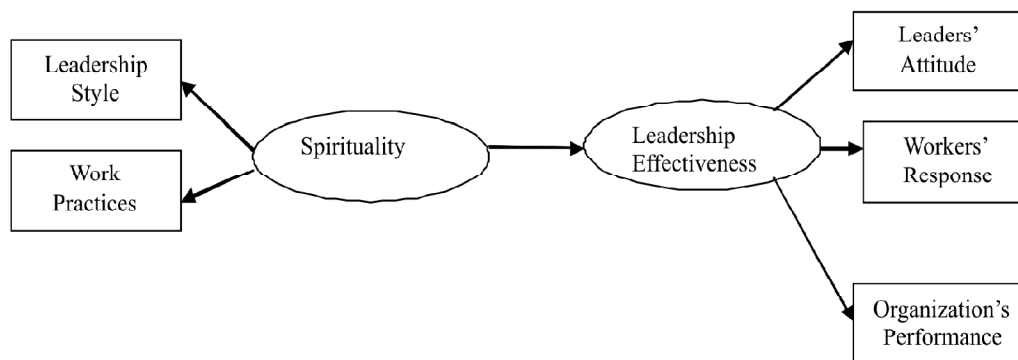 Leadership
Style
Work
Practices
Spirituality
Leadership
Effectiveness
Leaders’
Attitude
Workers’
Response
Organization’s
Performance